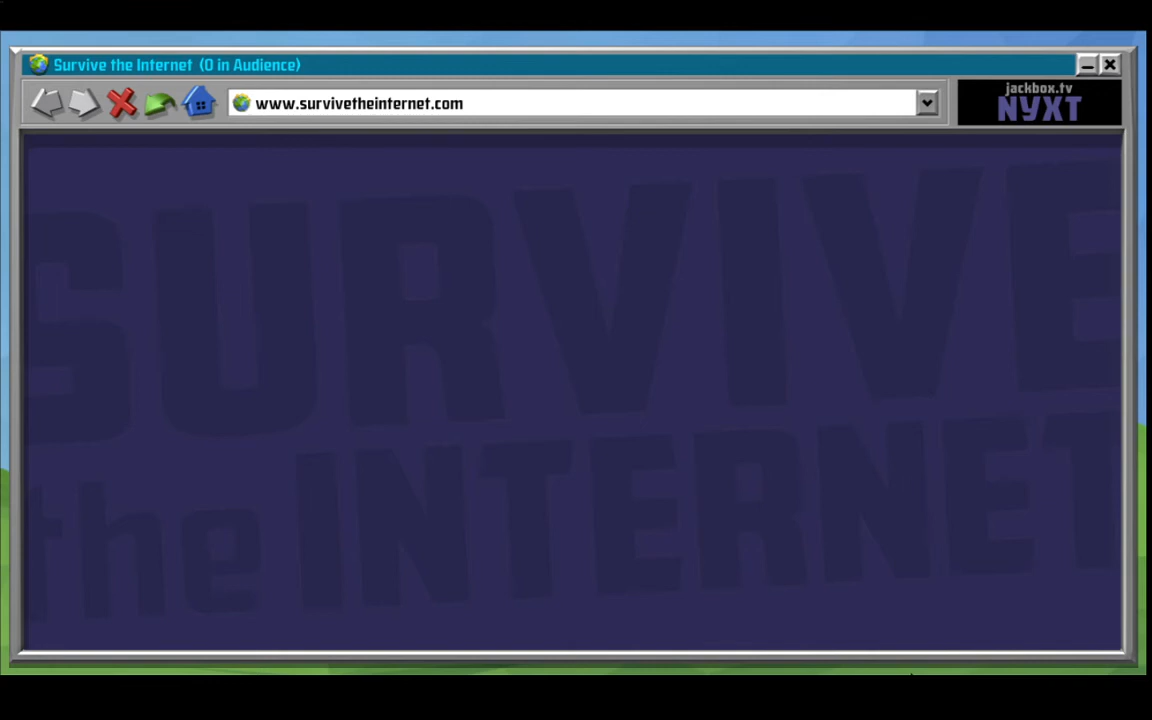 Survive the Internet (0 in Audience)
www.survivetheinternet.com
jackbox.tv
NYXT
SURVIVE
the INTERNET